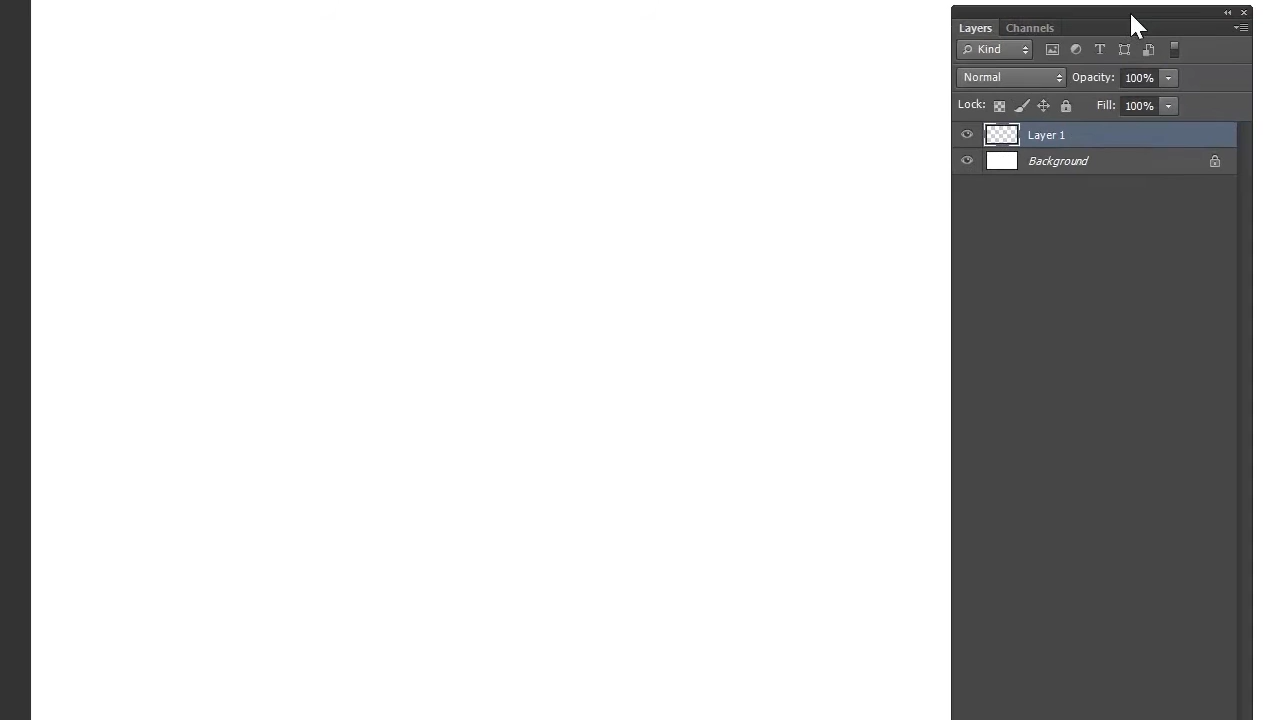 Layers Channels
Kind
Normal Opacity: 100%
Lock: Fill: 100%
Layer 1
Background